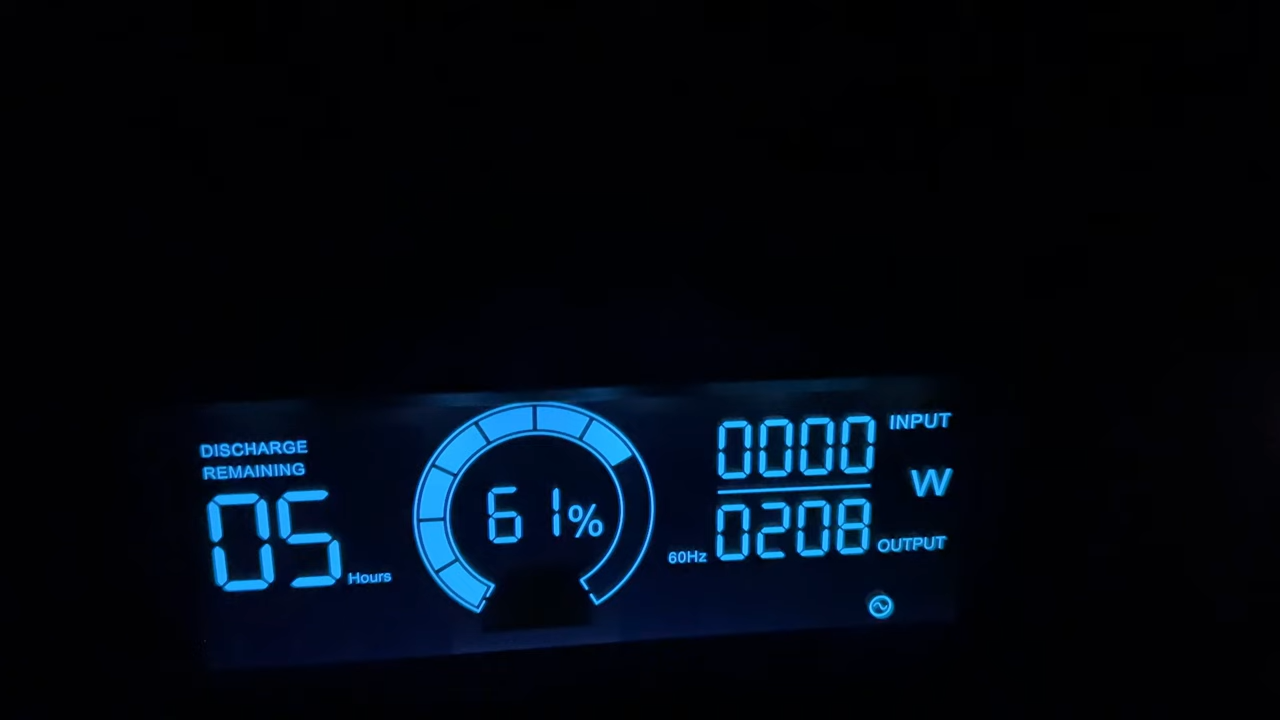 DISCHARGE
REMAINING
05 Hours
61%
0000 INPUT
W
60Hz 0208 OUTPUT